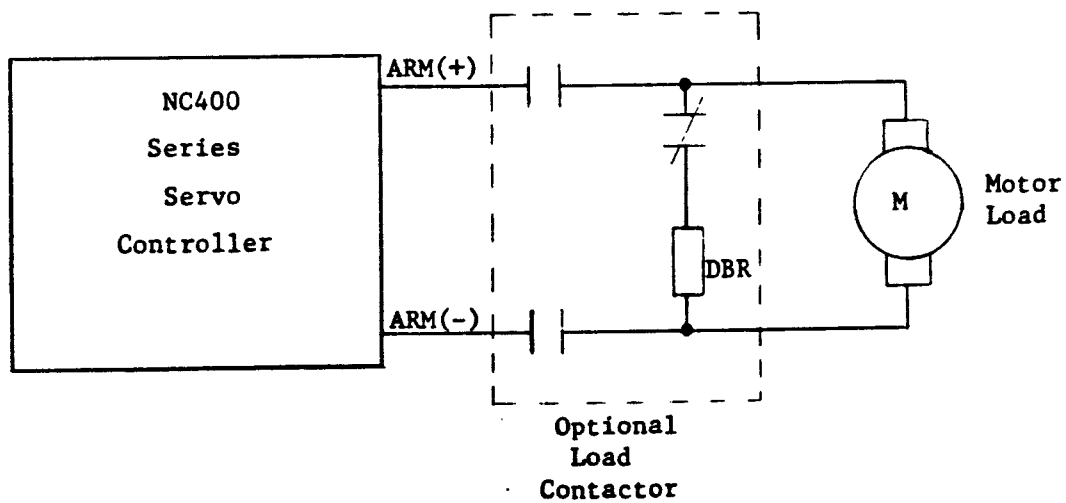 NC400
Series
Servo
Controller
ARM(+)
ARM(-)
DBR
M
Motor
Load
Optional
Load
Contactor